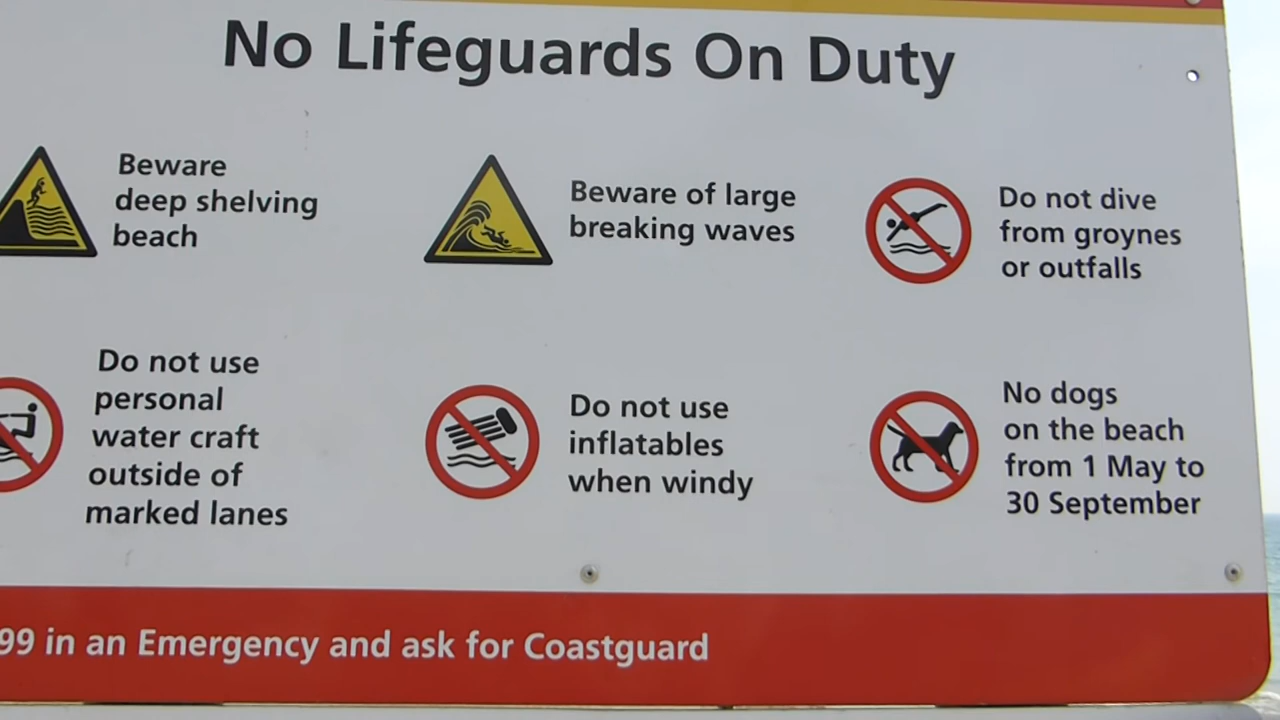 No Lifeguards On Duty
Beware
deep shelving
beach
Beware of large
breaking waves
Do not dive
from groynes
or outfalls
Do not use
personal
water craft
outside of
marked lanes
Do not use
inflatables
when windy
No dogs
on the beach
from 1 May to
30 September
99 in an Emergency and ask for Coastguard